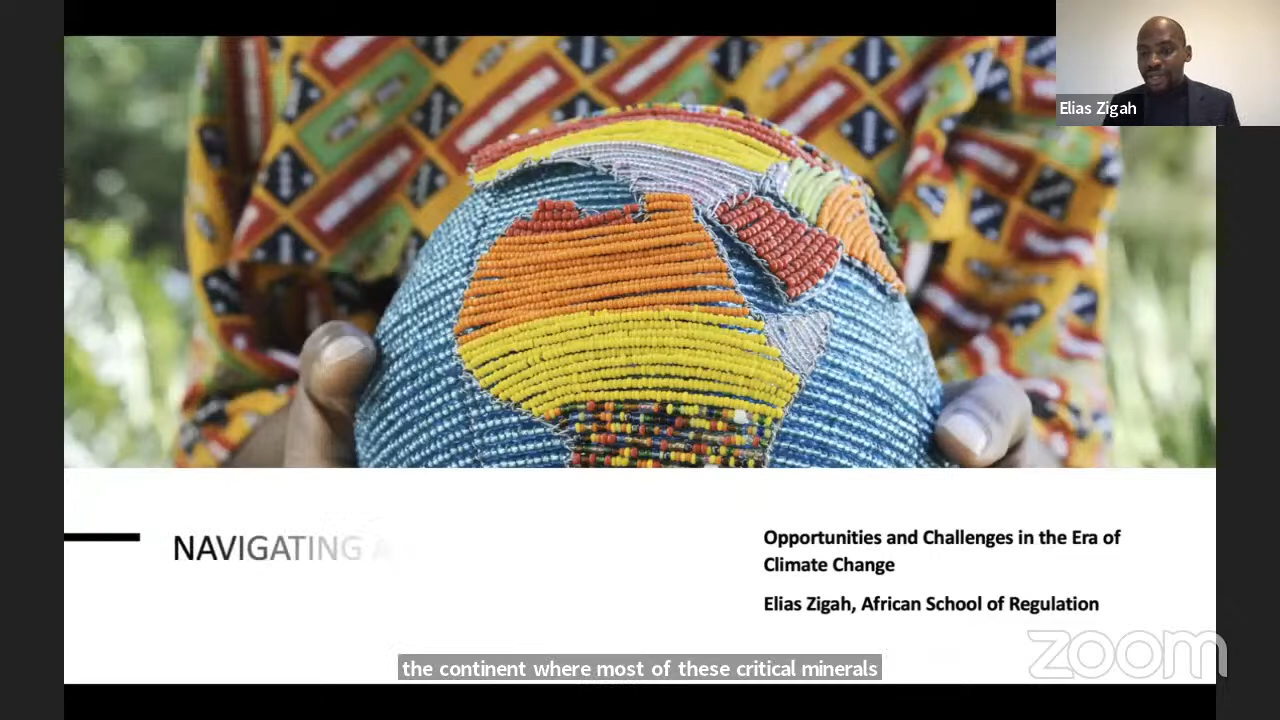 Elias Zigah
NAVIGATING
Opportunities and Challenges in the Era of
Climate Change
Elias Zigah, African School of Regulation
zoom
the continent where most of these critical minerals